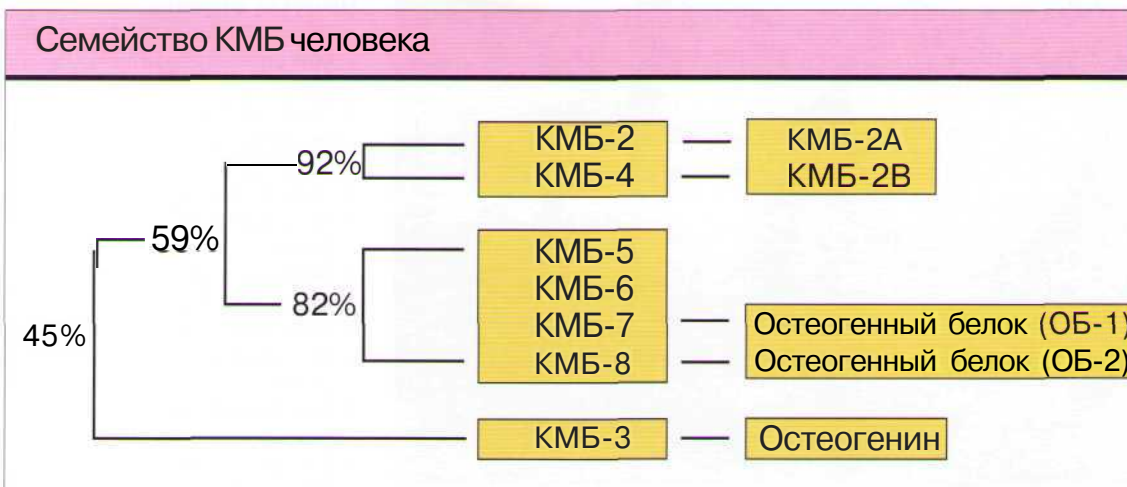 Семейство КМБ человека
92%
КМБ-2 КМБ-2А
КМБ-4 КМБ-2В
59%
КМБ-5
КМБ-6
82%
КМБ-7 Остеогенный белок (ОБ-1)
45%
КМБ-8 Остеогенный белок (ОБ-2)
КМБ-3 Остеогенин